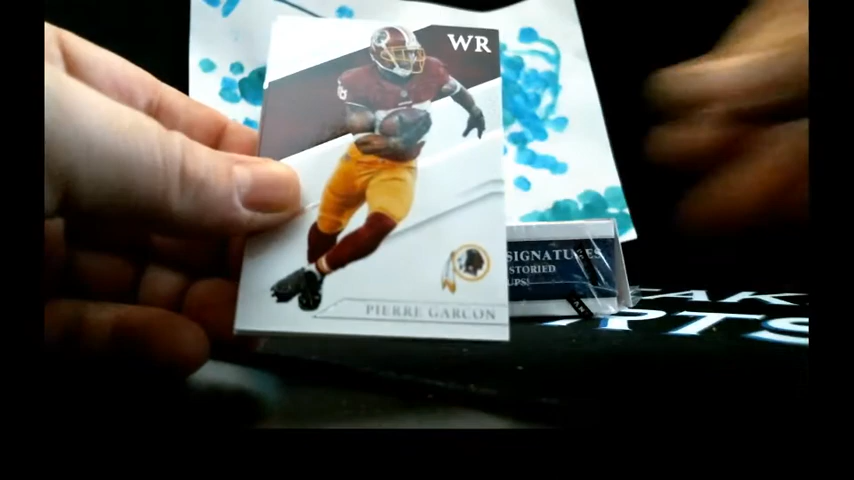 WR
PIERRE GARCON
SIGNATURES
STORIED
UPS!